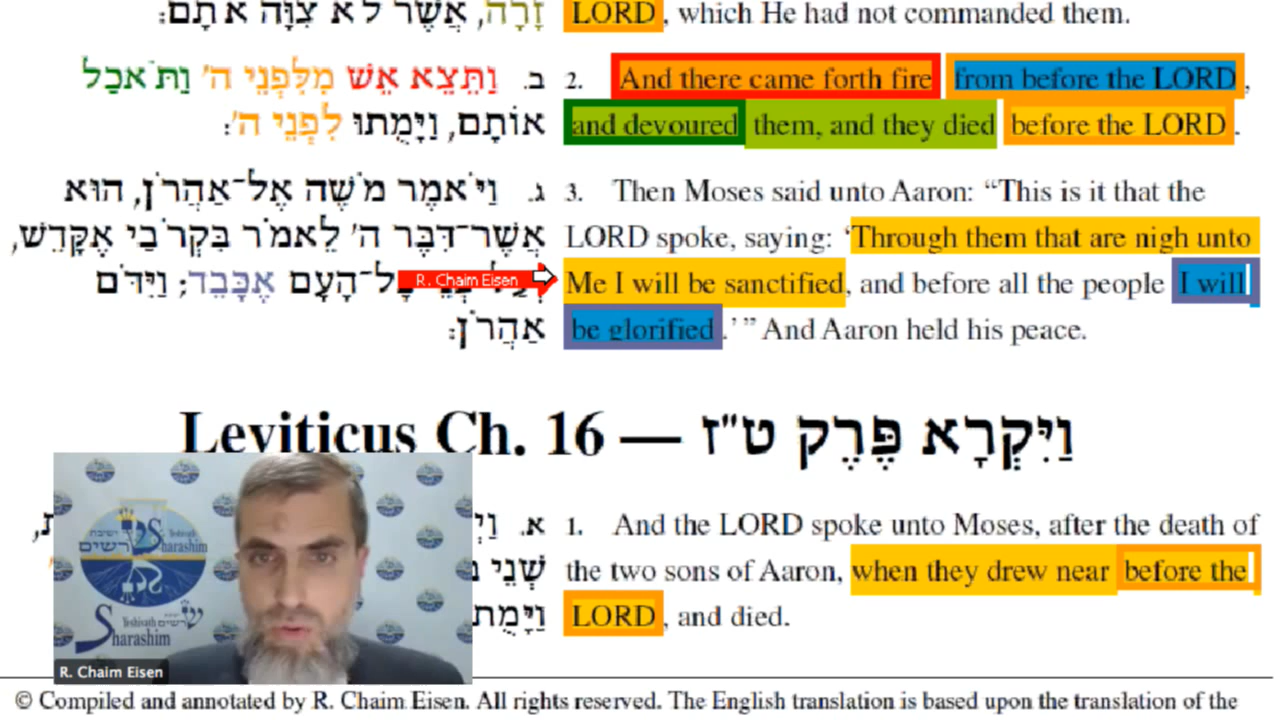 זָרָה, אֲשֶׁר לֹא צִוָּה אֹתָם:
LORD, which He had not commanded them.
ב. וַתֵּצֵא אֵשׁ מִלִּפְנֵי ה' וַתֹּאכַל
אוֹתָם, וַיָּמֻתוּ לִפְנֵי ה':
2. And there came forth fire from before the LORD,
and devoured them, and they died before the LORD.
ג. וַיֹּאמֶר מֹשֶׁה אֶל־אַהֲרֹן, הוּא
אֲשֶׁר־דִּבֶּר ה' לֵאמֹר בִּקְרֹבַי אֶקָּדֵשׁ,
הָעָם אֶכָּבֵד; וַיִּדֹּם
אַהֲרֹן:
3. Then Moses said unto Aaron: “This is it that the
LORD spoke, saying: ‘Through them that are nigh unto
Me I will be sanctified, and before all the people I will
be glorified.’” And Aaron held his peace.
R. Chaim Eisen
Leviticus Ch. 16 — וַיִּקְרָא פֶּרֶק ט"ז
א.
שְׁנֵי
1. And the LORD spoke unto Moses, after the death of
the two sons of Aaron, when they drew near before the
LORD, and died.
ישיבת
שרשים
Sharashim
Yeshivath
שרשים
Sharashim
R. Chaim Eisen
© Compiled and annotated by R. Chaim Eisen. All rights reserved. The English translation is based upon the translation of the